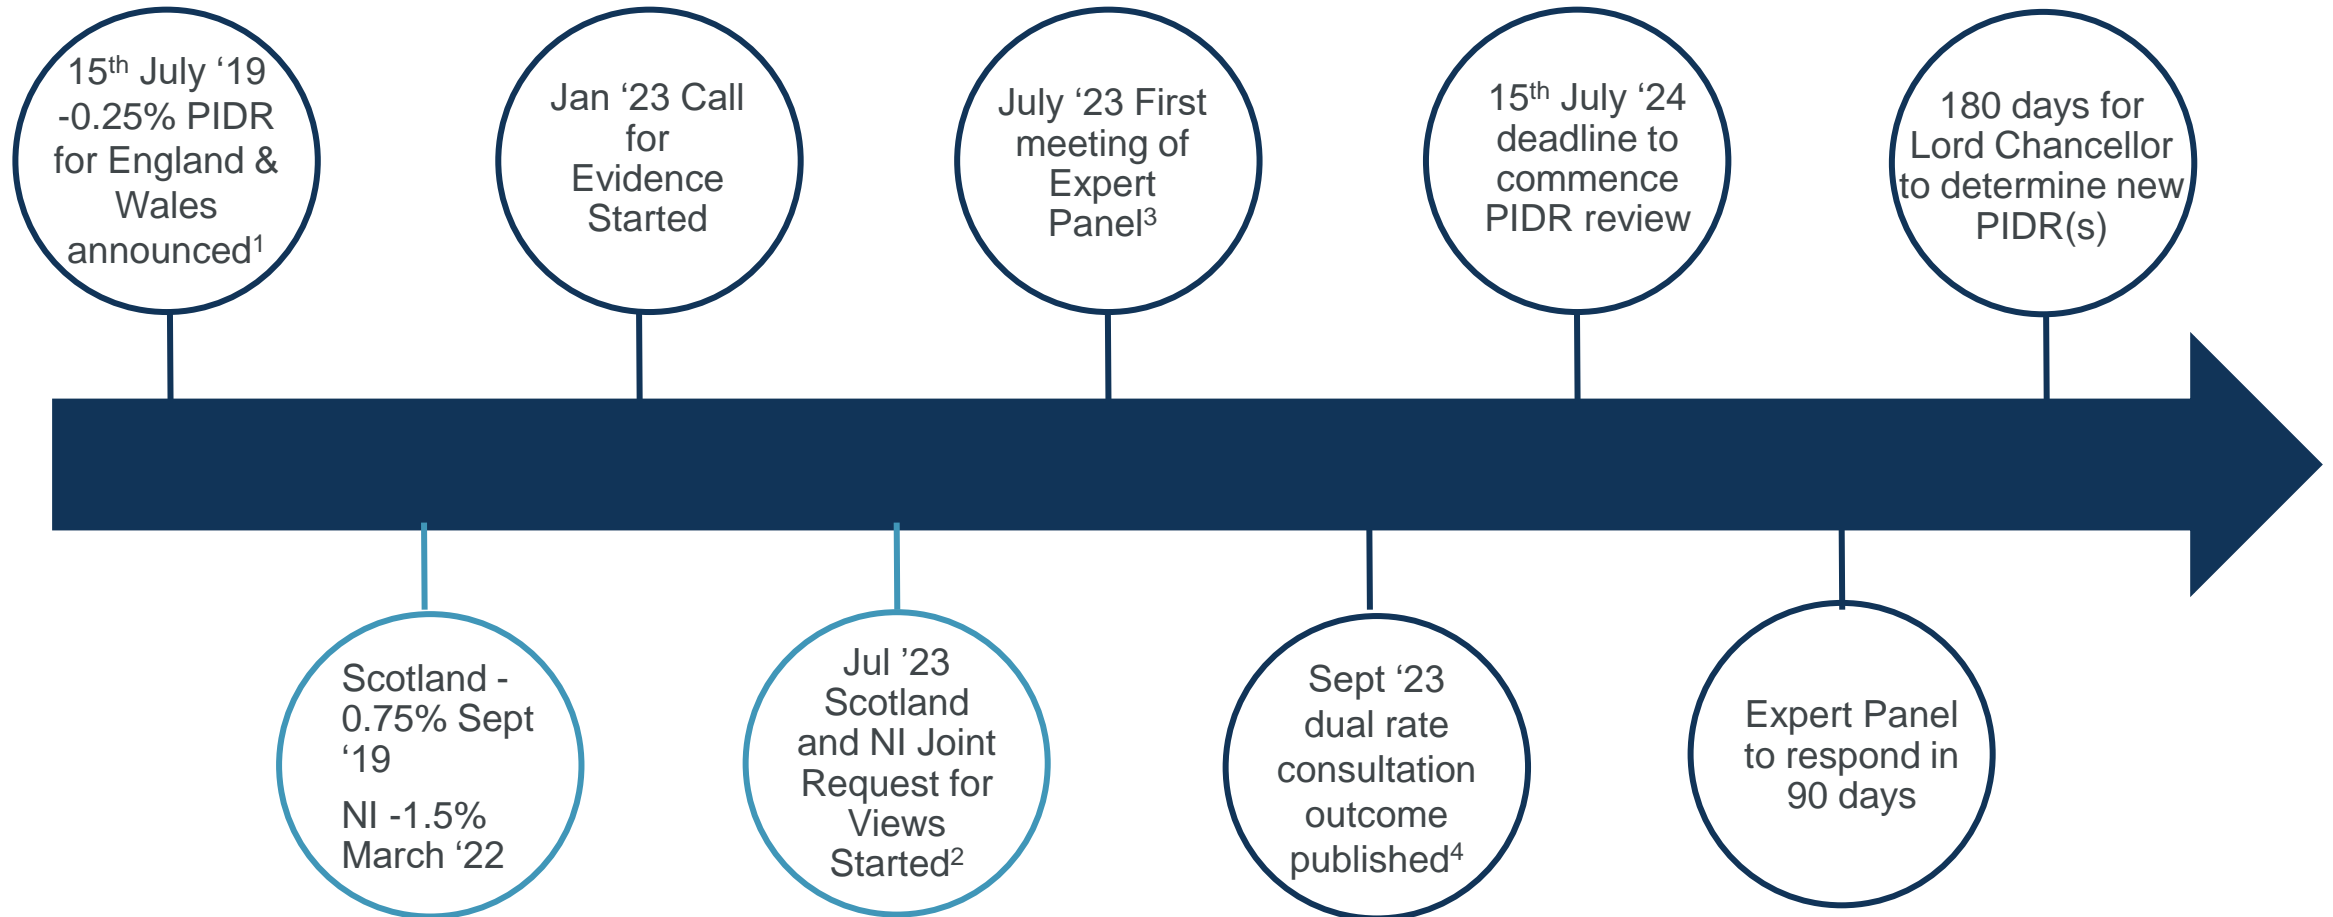 15th July ‘19
-0.25% PIDR
for England &
Wales
announced1
Jan ‘23 Call
for
Evidence
Started
July ‘23 First
meeting of
Expert
Panel3
15th July ‘24
deadline to
commence
PIDR review
180 days for
Lord Chancellor
to determine new
PIDR(s)
Scotland -
0.75% Sept
‘19
NI -1.5%
March ‘22
Jul ’23
Scotland
and NI Joint
Request for
Views
Started2
Sept ‘23
dual rate
consultation
outcome
published4
Expert Panel
to respond in
90 days